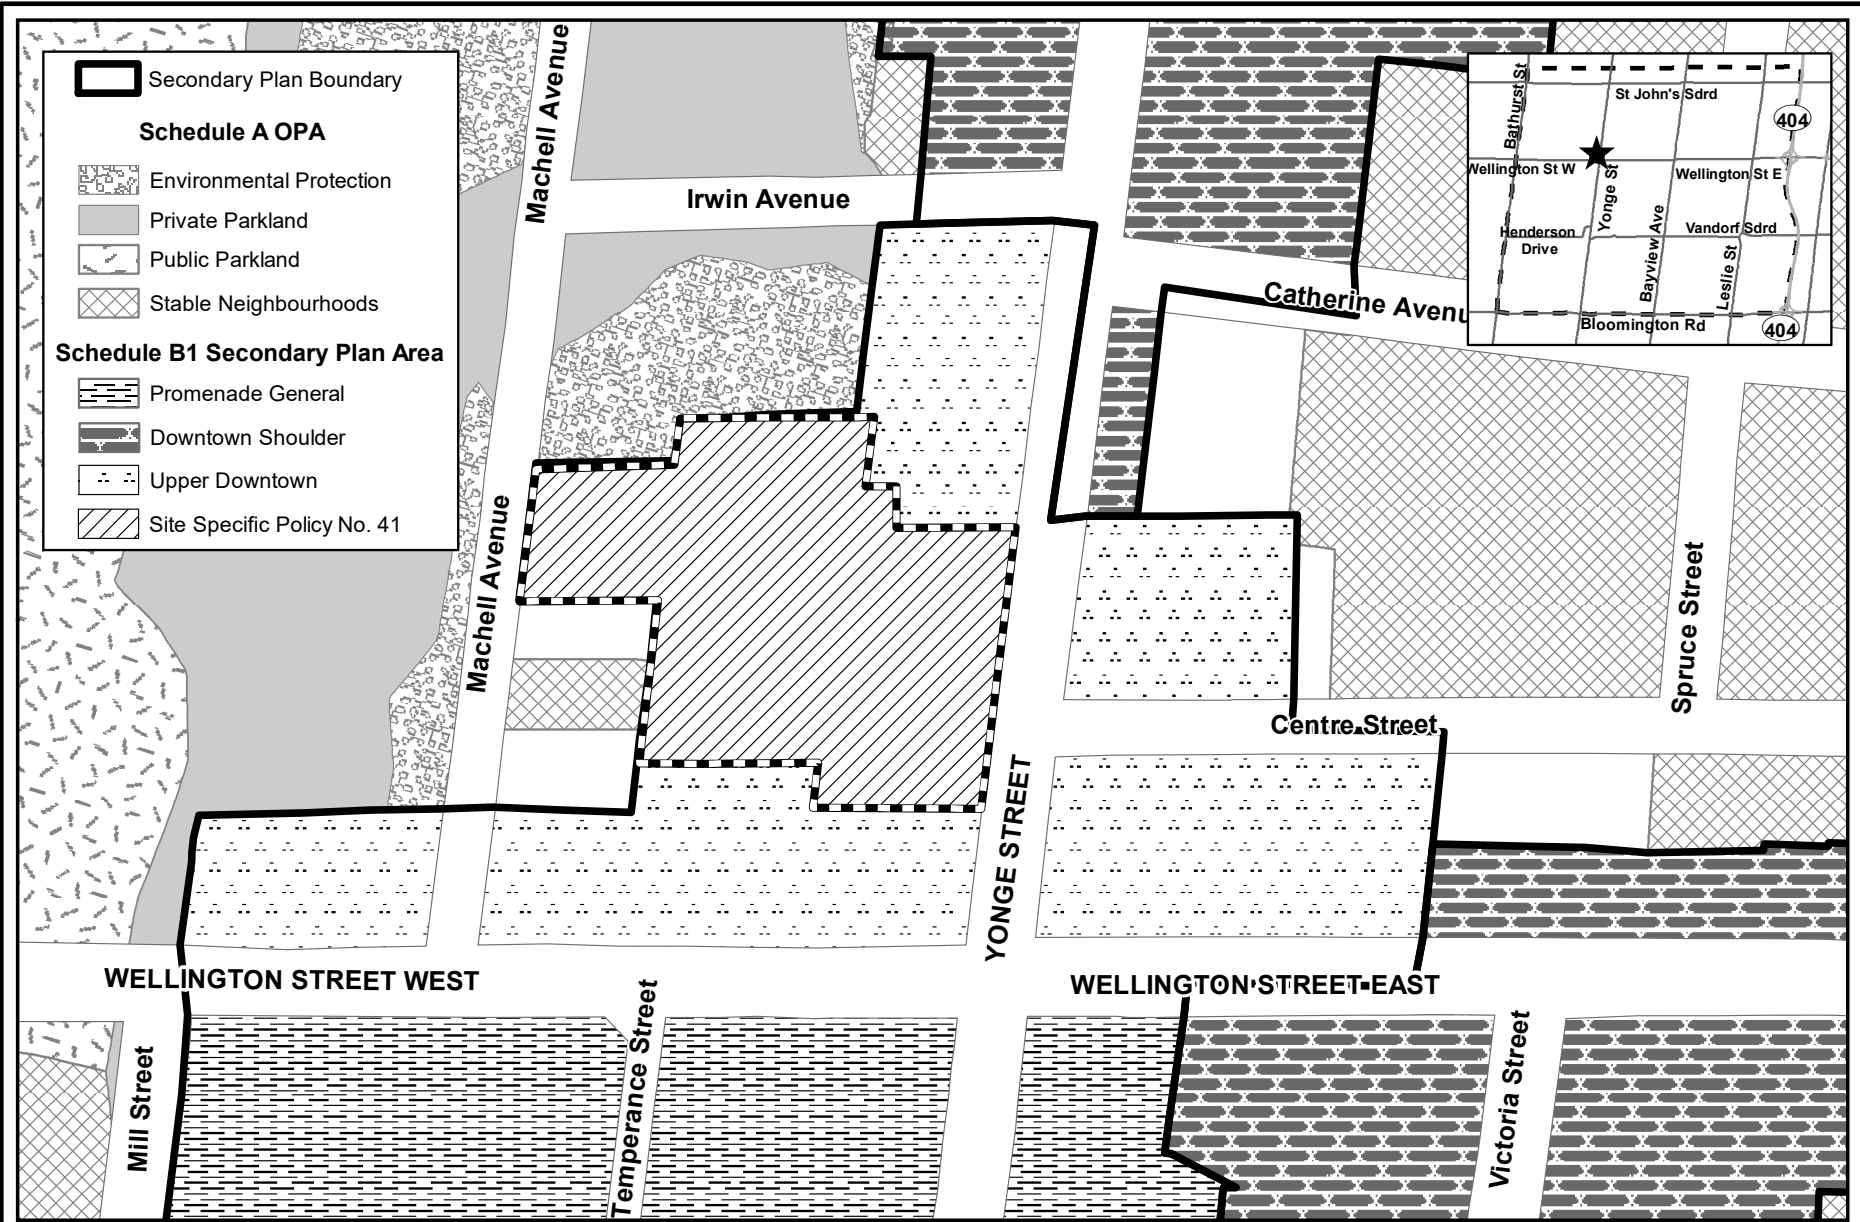 Secondary Plan Boundary
Schedule A OPA
Environmental Protection
Private Parkland
Public Parkland
Stable Neighbourhoods
Schedule B1 Secondary Plan Area
Promenade General
Downtown Shoulder
Upper Downtown
Site Specific Policy No. 41
Machell Avenue
Irwin Avenue
Catherine Avenu
Bathurst St
St John's Sdrd
404
Wellington St W
Wellington St E
Yonge St
Henderson
Drive
Bayview Ave
Vandorf Sdrd
Leslie St
Bloomington Rd
404
Machell Avenue
Spruce Street
Centre Street
YONGE STREET
WELLINGTON STREET WEST
WELLINGTON STREET EAST
Mill Street
Temperance Street
Victoria Street